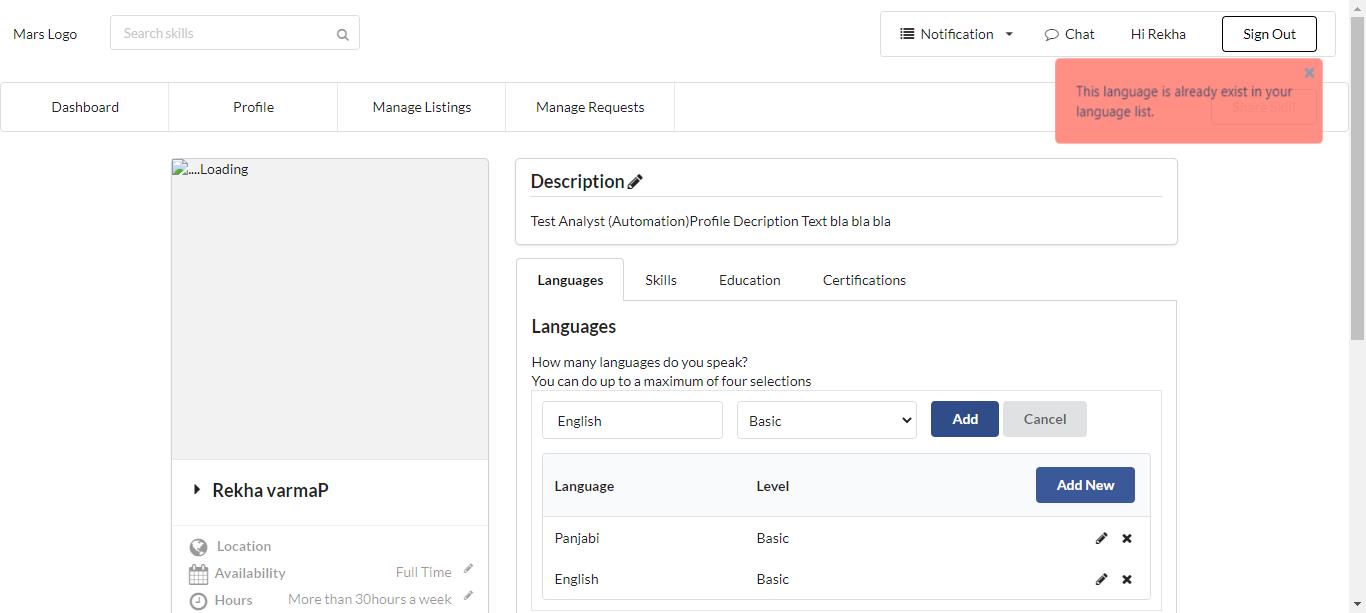 Mars Logo
Search skills
Notification
Chat
Hi Rekha
Sign Out
This language is already exist in your
language list.
Share Skill
Dashboard
Profile
Manage Listings
Manage Requests
....Loading
Description
Test Analyst (Automation)Profile Decription Text bla bla bla
Languages
Skills
Education
Certifications
Languages
How many languages do you speak?
You can do up to a maximum of four selections
English
Basic
Add
Cancel
Language
Level
Add New
Panjabi
Basic
English
Basic
Rekha varmaP
Location
Availability
Full Time
Hours
More than 30hours a week